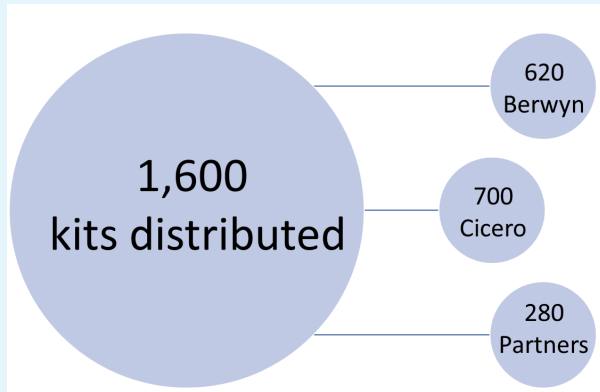 1,600
kits distributed
620
Berwyn
700
Cicero
280
Partners